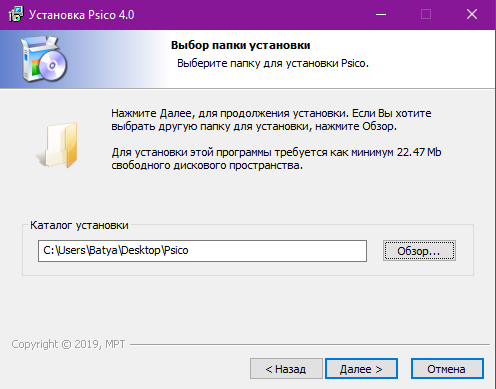 Установка Psico 4.0
Выбор папки установки
Выберите папку для установки Psico.
Нажмите Далее, для продолжения установки. Если Вы хотите
выбрать другую папку для установки, нажмите Обзор.
Для установки этой программы требуется как минимум 22.47 Mb
свободного дискового пространства.
Каталог установки
C:\Users\Batya\Desktop\Psico
Обзор...
Copyright © 2019, MPT
< Назад
Далее >
Отмена